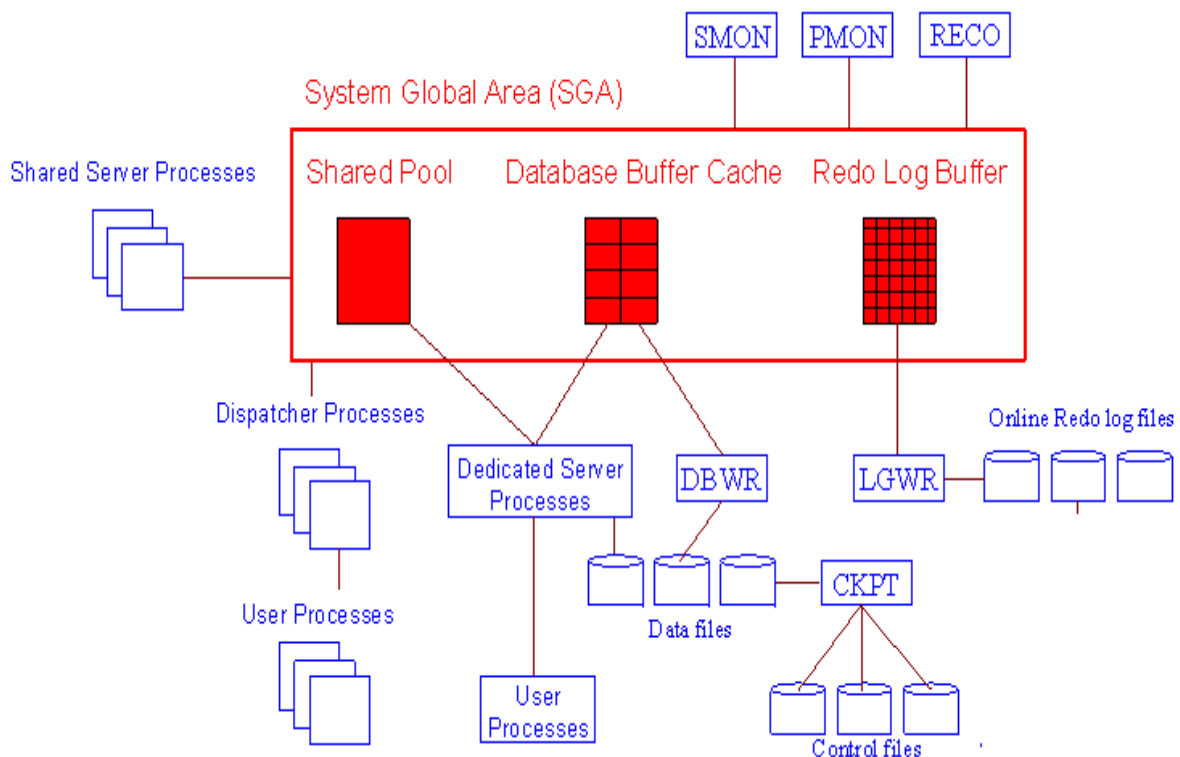 SMON
PMON
RECO
System Global Area (SGA)
Shared Server Processes
Shared Pool
Database Buffer Cache
Redo Log Buffer
Dispatcher Processes
Online Redo log files
Dedicated Server
Processes
DBWR
LGWR
CKPT
User Processes
Data files
User
Processes
Control files